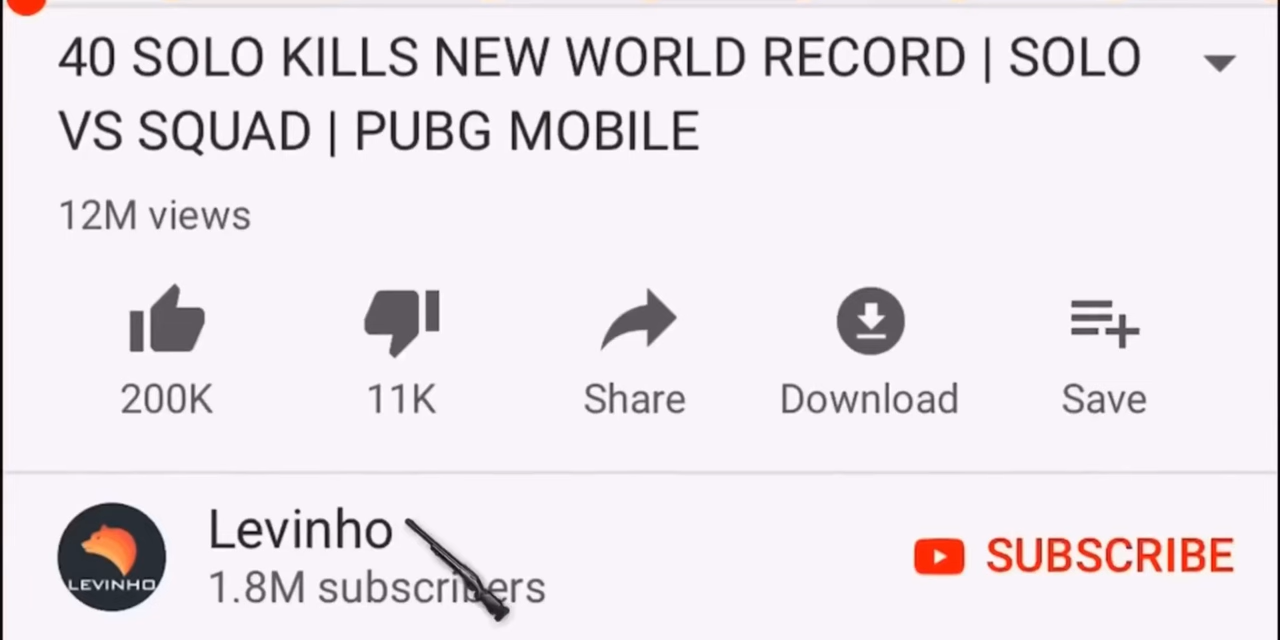 40 SOLO KILLS NEW WORLD RECORD | SOLO
VS SQUAD | PUBG MOBILE
12M views
200K
11K
Share
Download
Save
LEVINHO
Levinho
1.8M subscribers
SUBSCRIBE